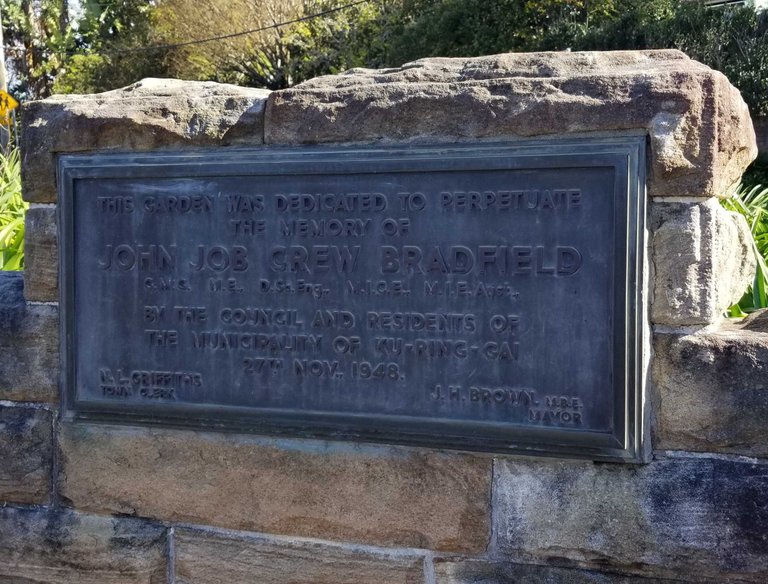 THIS GARDEN WAS DEDICATED TO PERPETUATE
THE MEMORY OF
JOHN JOB CREW BRADFIELD
C.M.G. M.E., D.Sc.Eng., M.I.C.E., M.I.E.Aust.,
BY THE COUNCIL AND RESIDENTS OF
THE MUNICIPALITY OF KU-RING-GAI
27TH NOV. 1948.
N. L. GRIFFITHS
TOWN CLERK
J. H. BROWN. M.B.E.
MAYOR